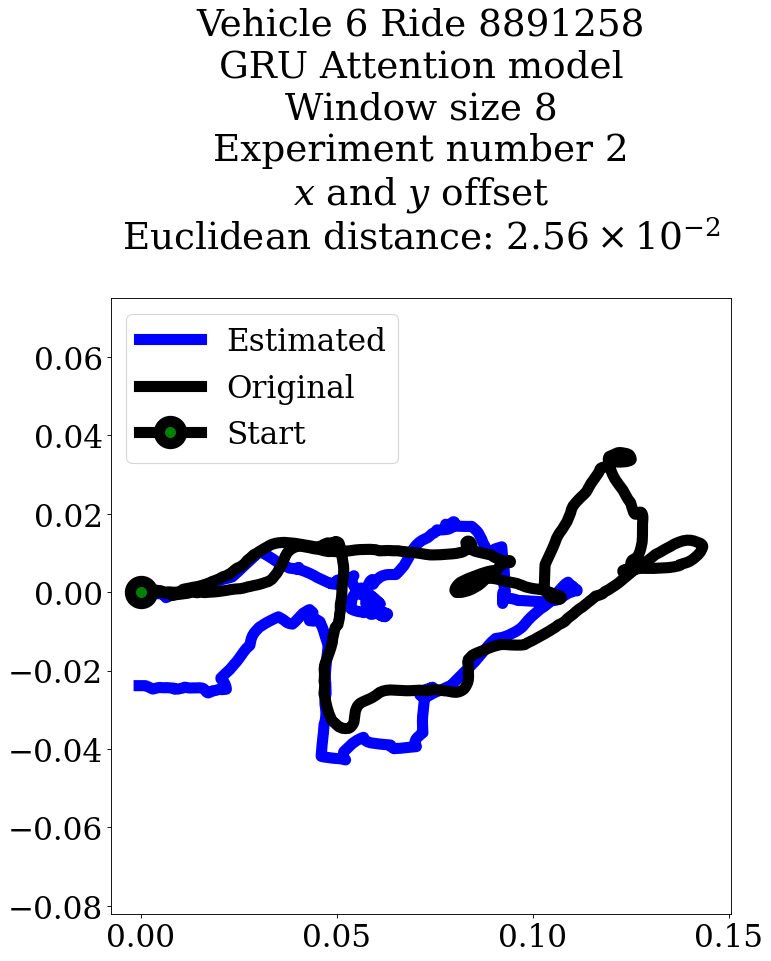 Vehicle 6 Ride 8891258
GRU Attention model
Window size 8
Experiment number 2
x and y offset
Euclidean distance: 2.56 × 10⁻²
Estimated
Original
Start
0.06
0.04
0.02
0.00
−0.02
−0.04
−0.06
−0.08
0.00 0.05 0.10 0.15